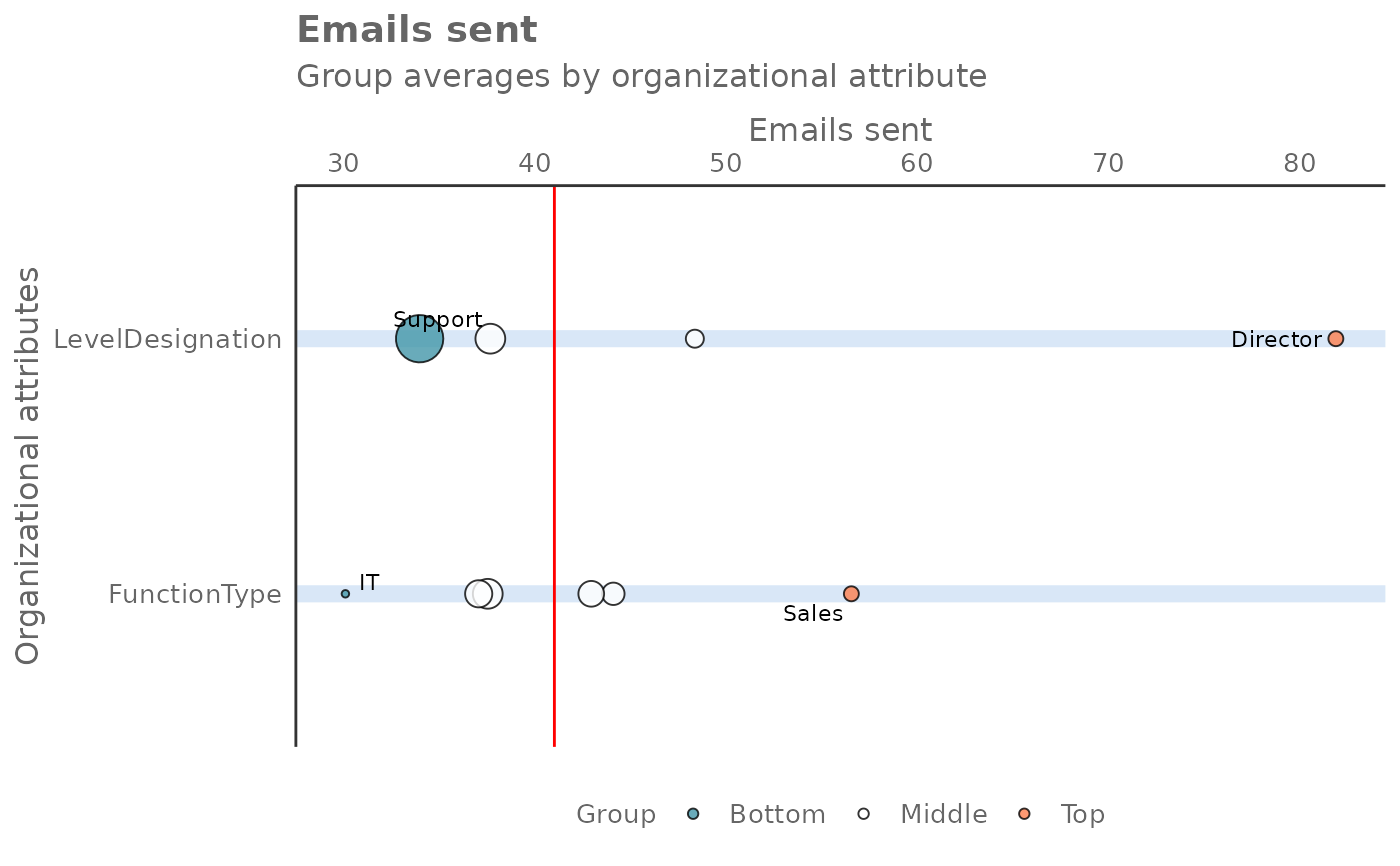 Emails sent
Group averages by organizational attribute
Emails sent
30 40 50 60 70 80
Organizational attributes
Support
LevelDesignation
Director
IT
FunctionType
Sales
Group Bottom Middle Top